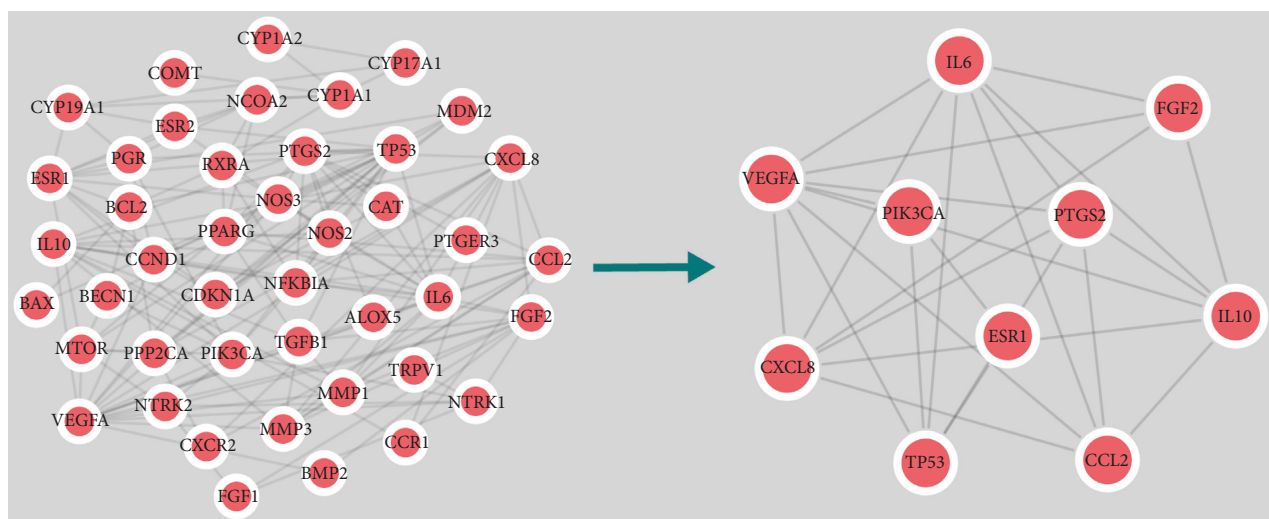 CYP1A2
CYP17A1
COMT
CYP1A1
NCOA2
CYP19A1
MDM2
ESR2
PTGS2
TP53
CXCL8
PGR
RXRA
ESR1
NOS3
CAT
BCL2
PPARG
NOS2
PTGER3
IL10
CCND1
CCL2
NFKBIA
BECN1
CDKN1A
IL6
BAX
ALOX5
FGF2
TGFB1
MTOR
PPP2CA
PIK3CA
TRPV1
MMP1
NTRK1
NTRK2
VEGFA
MMP3
CXCR2
CCR1
BMP2
FGF1
IL6
FGF2
VEGFA
PIK3CA
PTGS2
IL10
ESR1
CXCL8
TP53
CCL2